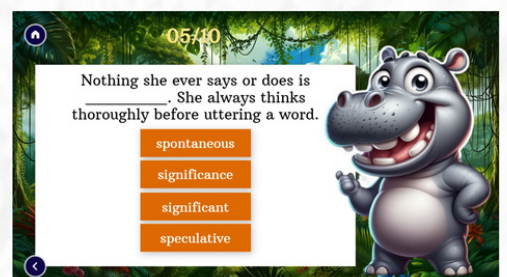 05/10
Nothing she ever says or does is
__________. She always thinks
thoroughly before uttering a word.
spontaneous
significance
significant
speculative